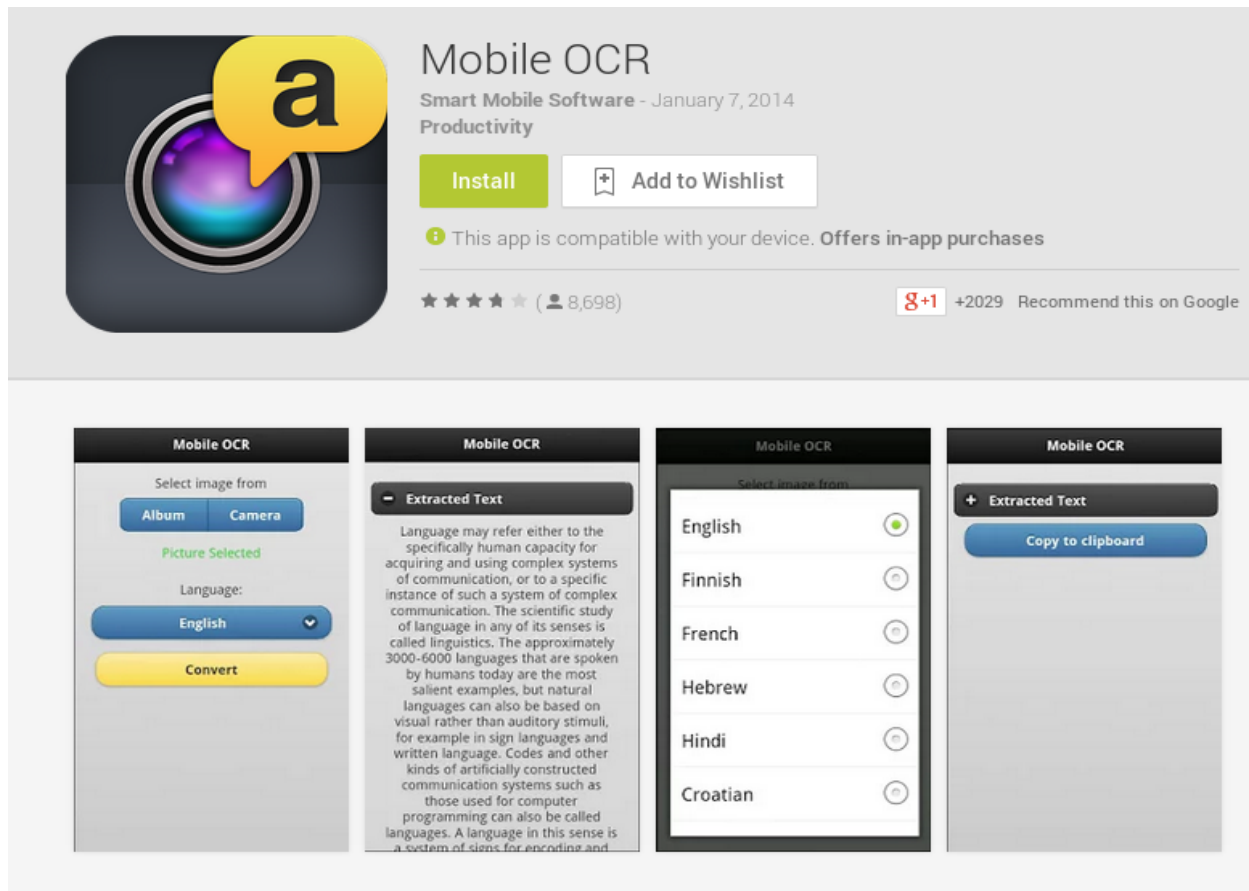 a
Mobile OCR
Smart Mobile Software - January 7, 2014
Productivity
Install
Add to Wishlist
This app is compatible with your device. Offers in-app purchases
(8,698)
g+1 +2029 Recommend this on Google
Mobile OCR
Select image from
Album Camera
Picture Selected
Language:
English
Convert
Mobile OCR
Extracted Text
Language may refer either to the
specifically human capacity for
acquiring and using complex systems
of communication, or to a specific
instance of such a system of complex
communication. The scientific study
of language in any of its senses is
called linguistics. The approximately
3000-6000 languages that are spoken
by humans today are the most
salient examples, but natural
languages can also be based on
visual rather than auditory stimuli,
for example in sign languages and
written language. Codes and other
kinds of artificially constructed
communication systems such as
those used for computer
programming can also be called
languages. A language in this sense is
a system of signs for encoding and
Mobile OCR
Select image from
English
Finnish
French
Hebrew
Hindi
Croatian
Mobile OCR
Extracted Text
Copy to clipboard